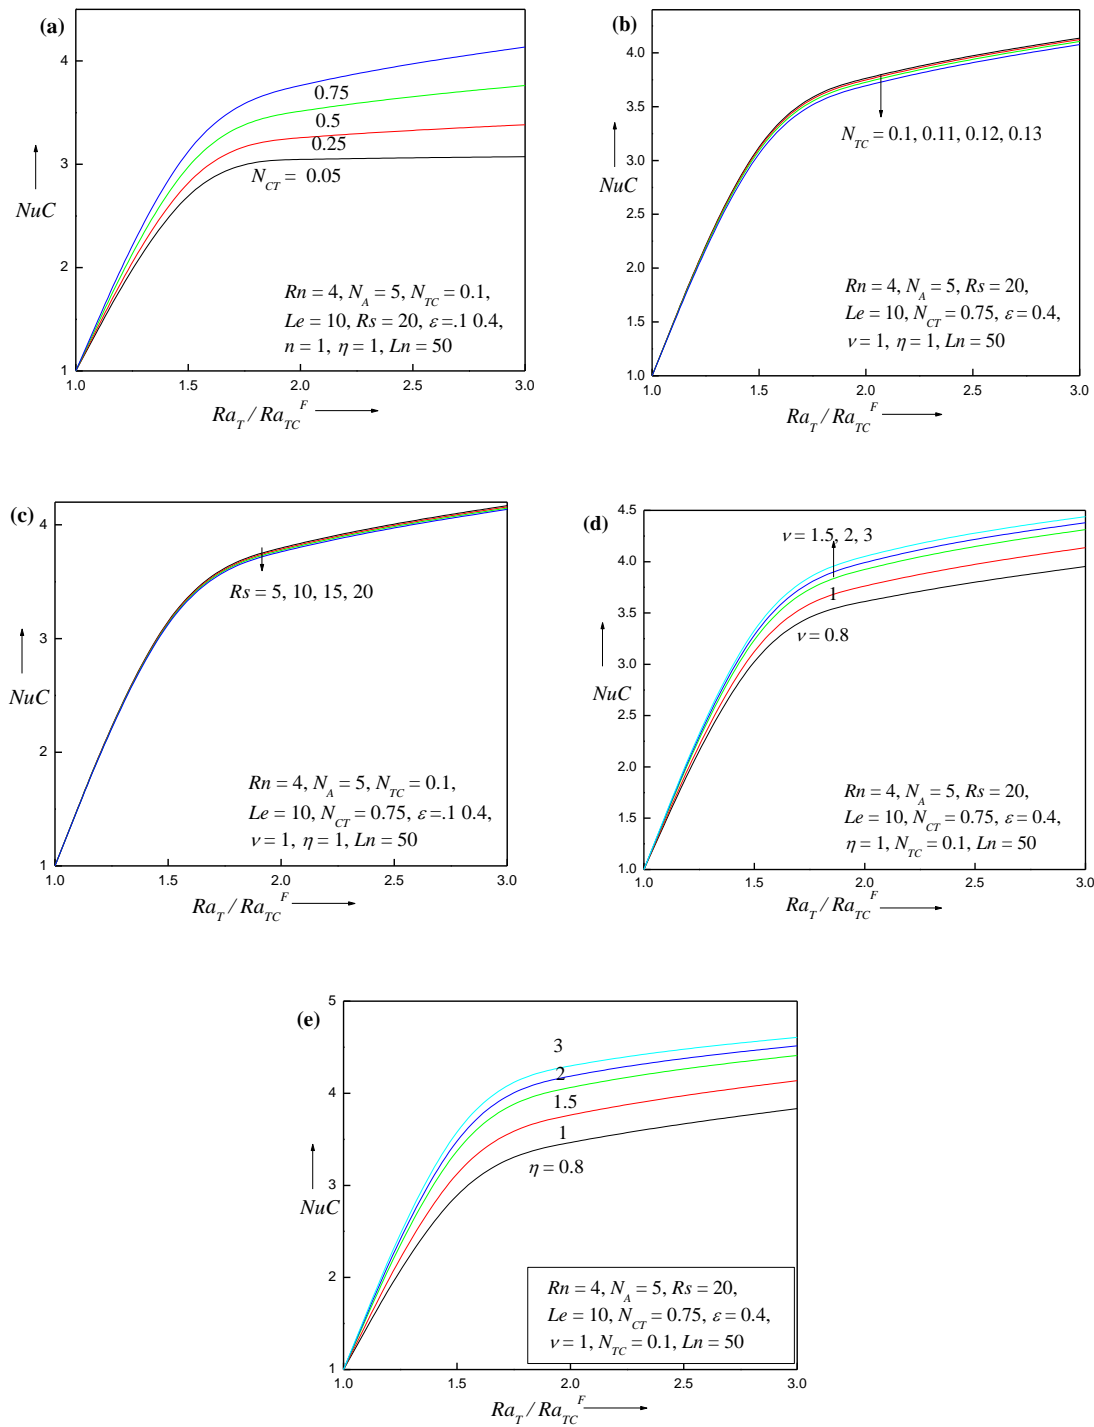 (a)
4
3
2
1
NuC
0.75
0.5
0.25
N_CT = 0.05
Rn = 4, N_A = 5, N_TC = 0.1,
Le = 10, Rs = 20, ε =.1 0.4,
n = 1, η = 1, Ln = 50
1.0 1.5 2.0 2.5 3.0
Ra_T / Ra_TC^F
(b)
4.0
3.5
3.0
2.5
2.0
1.5
1.0
NuC
N_TC = 0.1, 0.11, 0.12, 0.13
Rn = 4, N_A = 5, Rs = 20,
Le = 10, N_CT = 0.75, ε = 0.4,
ν = 1, η = 1, Ln = 50
1.0 1.5 2.0 2.5 3.0
Ra_T / Ra_TC^F
(c)
4
3
2
1
NuC
Rs = 5, 10, 15, 20
Rn = 4, N_A = 5, N_TC = 0.1,
Le = 10, N_CT = 0.75, ε =.1 0.4,
ν = 1, η = 1, Ln = 50
1.0 1.5 2.0 2.5 3.0
Ra_T / Ra_TC^F
(d)
4.5
4.0
3.5
3.0
2.5
2.0
1.5
1.0
NuC
ν = 1.5, 2, 3
1
ν = 0.8
Rn = 4, N_A = 5, Rs = 20,
Le = 10, N_CT = 0.75, ε = 0.4,
η = 1, N_TC = 0.1, Ln = 50
1.0 1.5 2.0 2.5 3.0
Ra_T / Ra_TC^F
(e)
5
4
3
2
1
NuC
3
2
1.5
1
η = 0.8
Rn = 4, N_A = 5, Rs = 20,
Le = 10, N_CT = 0.75, ε = 0.4,
ν = 1, N_TC = 0.1, Ln = 50
1.0 1.5 2.0 2.5 3.0
Ra_T / Ra_TC^F